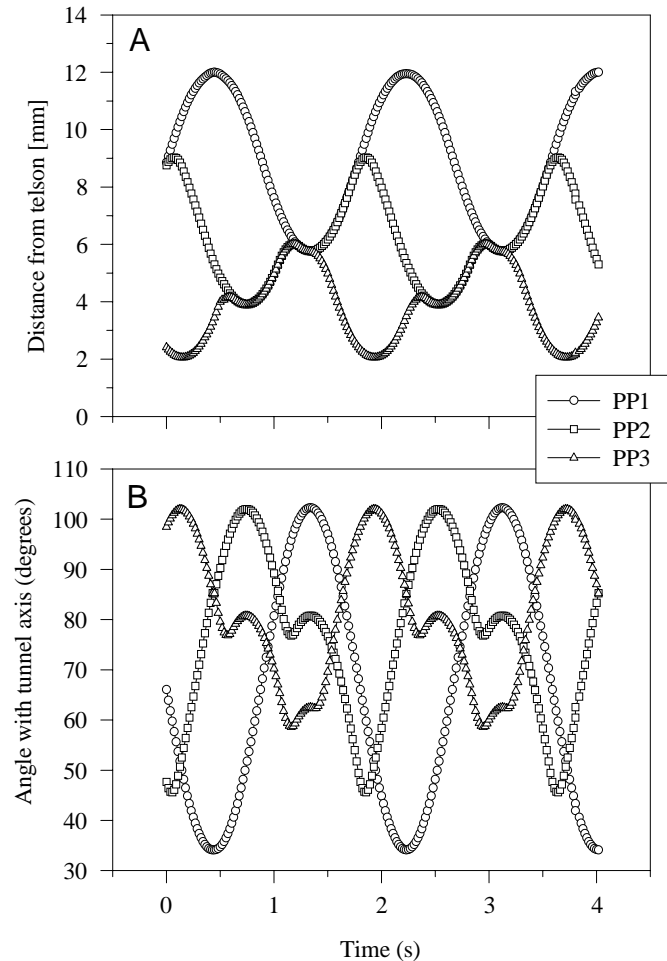 A
14
12
10
8
6
4
2
0
Distance from telson [mm]
PP1
PP2
PP3
B
110
100
90
80
70
60
50
40
30
Angle with tunnel axis (degrees)
0 1 2 3 4
Time (s)